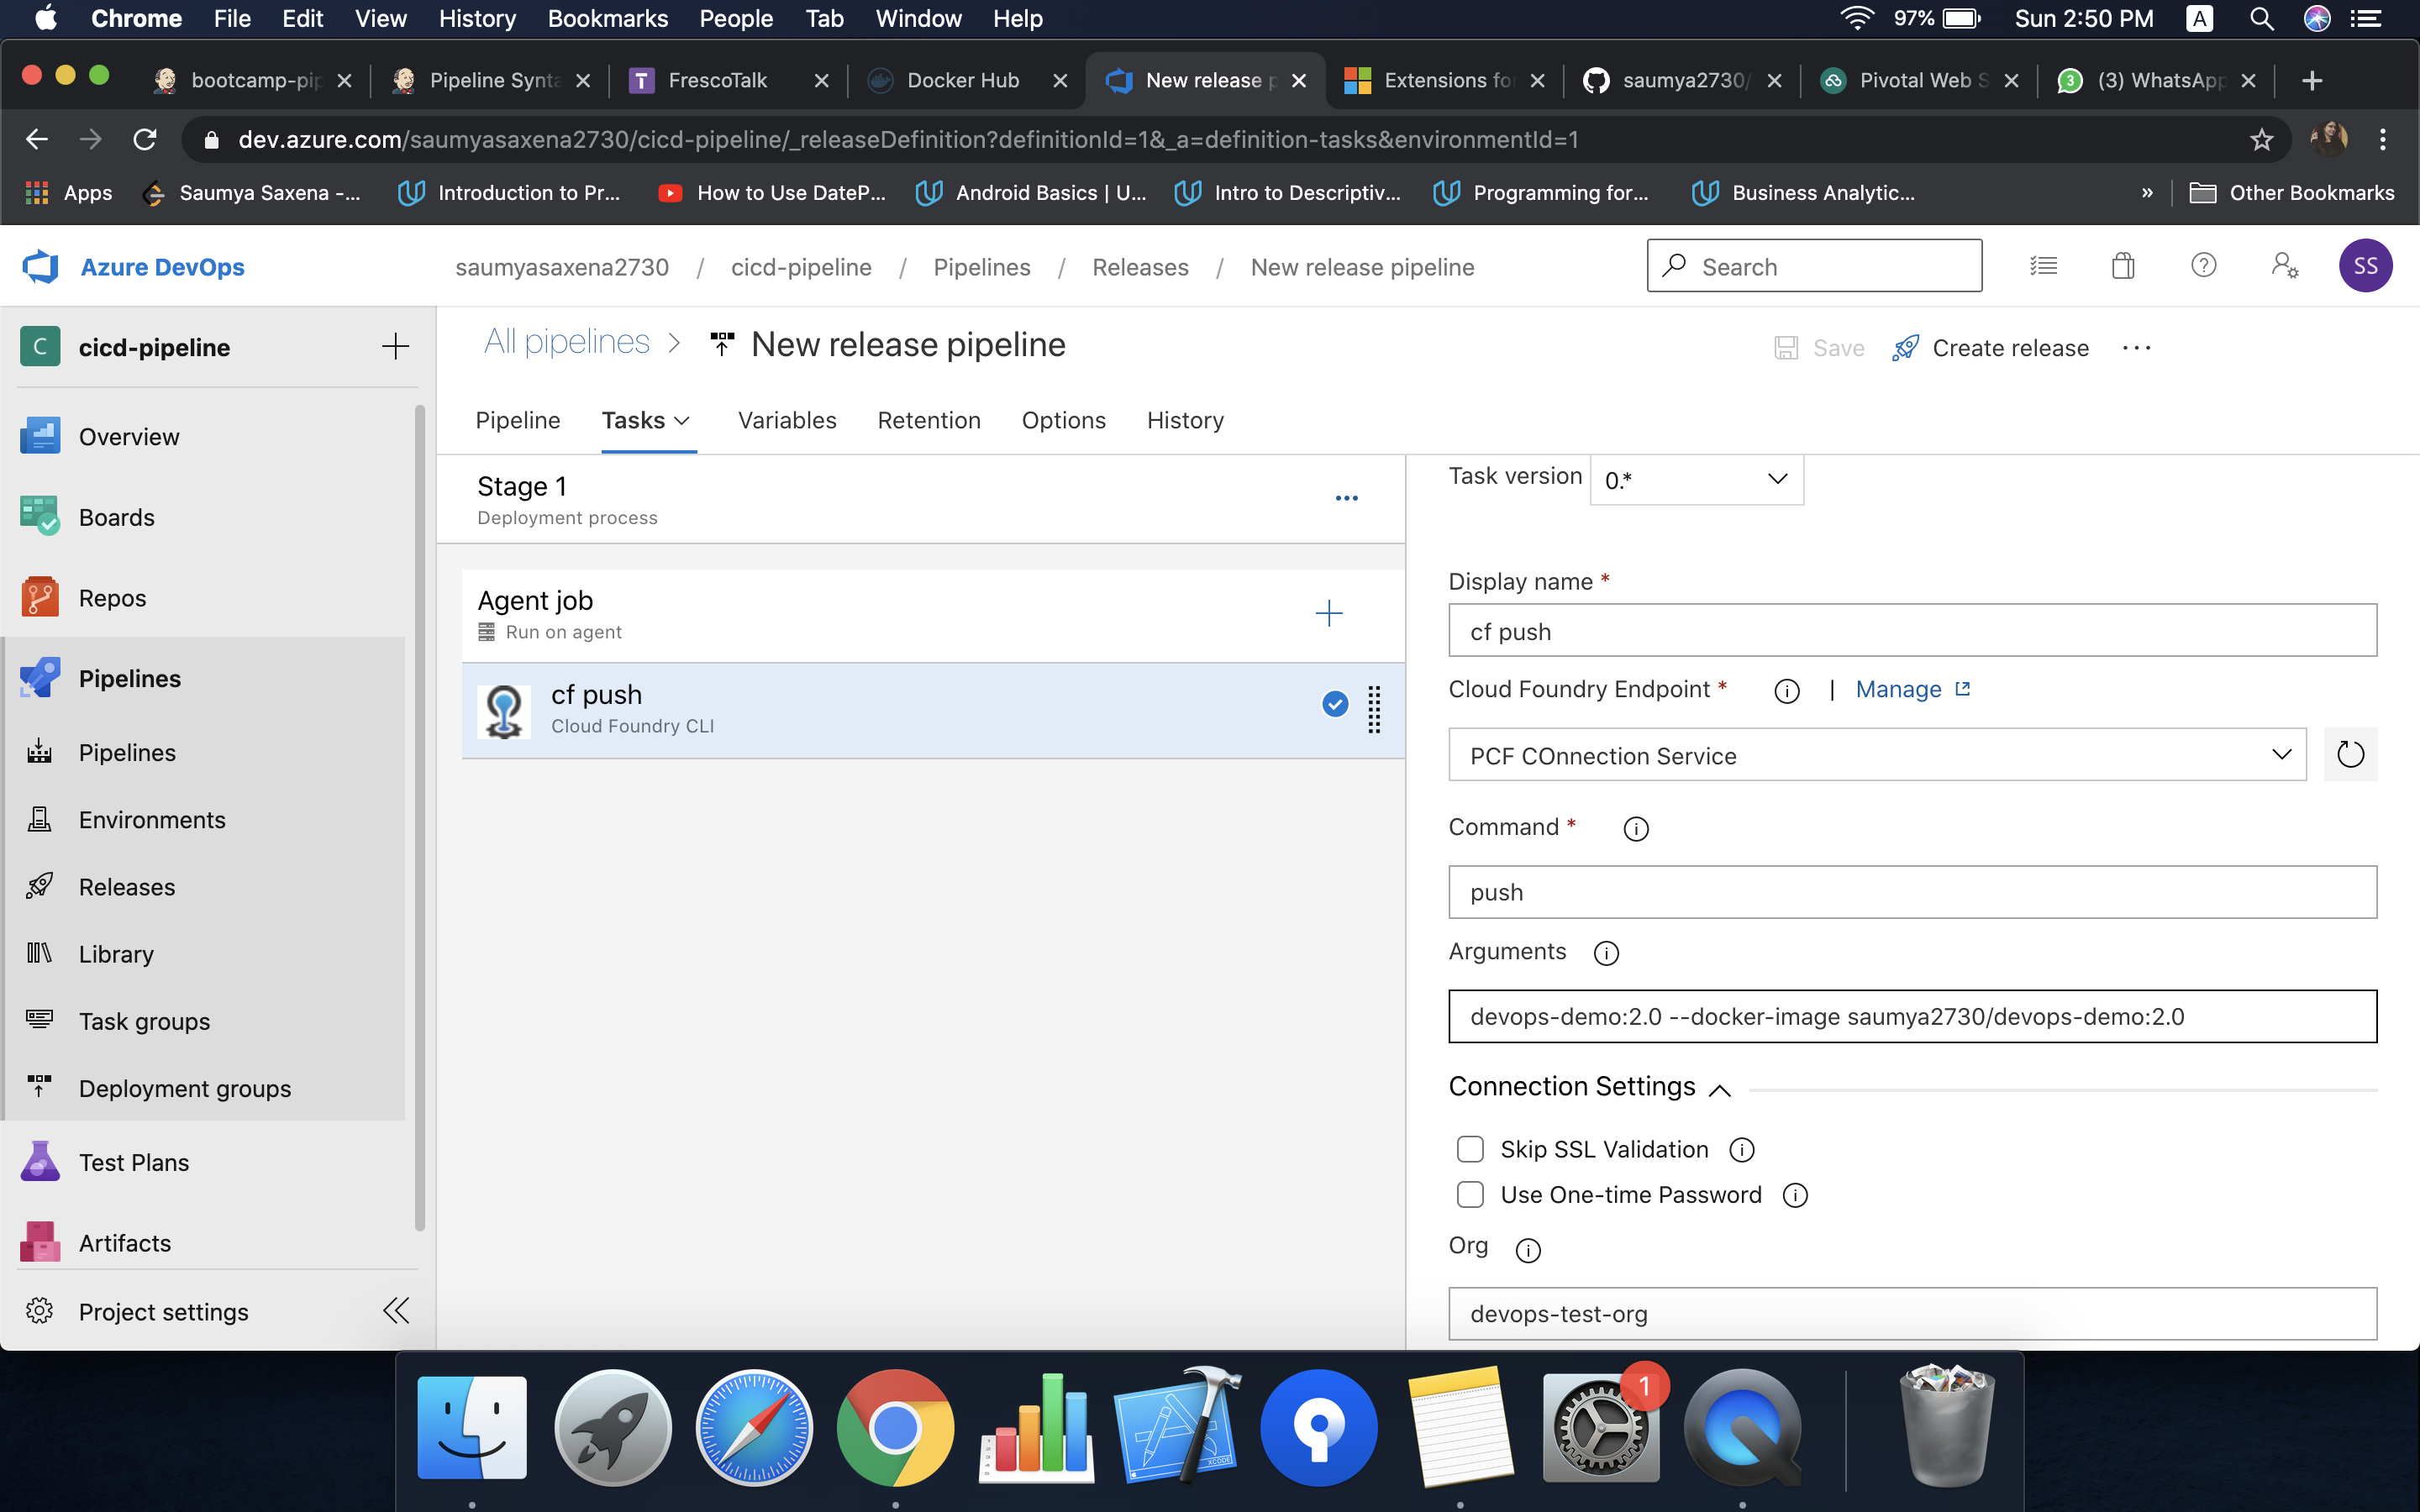 Chrome File Edit View History Bookmarks People Tab Window Help
97% Sun 2:50 PM A
bootcamp-pip
Pipeline Synta
T FrescoTalk
Docker Hub
New release p
Extensions fo
saumya2730/
Pivotal Web S
3 (3) WhatsApp
dev.azure.com/saumyasaxena2730/cicd-pipeline/_releaseDefinition?definitionId=1&_a=definition-tasks&environmentId=1
Apps
Saumya Saxena -...
Introduction to Pr...
How to Use DateP...
Android Basics | U...
Intro to Descriptiv...
Programming for...
Business Analytic...
»
Other Bookmarks
Azure DevOps
saumyasaxena2730 / cicd-pipeline / Pipelines / Releases / New release pipeline
Search
SS
C cicd-pipeline
Overview
Boards
Repos
Pipelines
Pipelines
Environments
Releases
Library
Task groups
Deployment groups
Test Plans
Artifacts
Project settings
All pipelines > New release pipeline
Save
Create release
...
Pipeline Tasks Variables Retention Options History
Stage 1
Deployment process
...
Agent job
Run on agent
cf push
Cloud Foundry CLI
Task version 0.*
Display name *
cf push
Cloud Foundry Endpoint * | Manage
PCF COnnection Service
Command *
push
Arguments
devops-demo:2.0 --docker-image saumya2730/devops-demo:2.0
Connection Settings
Skip SSL Validation
Use One-time Password
Org
devops-test-org
XCODE
1